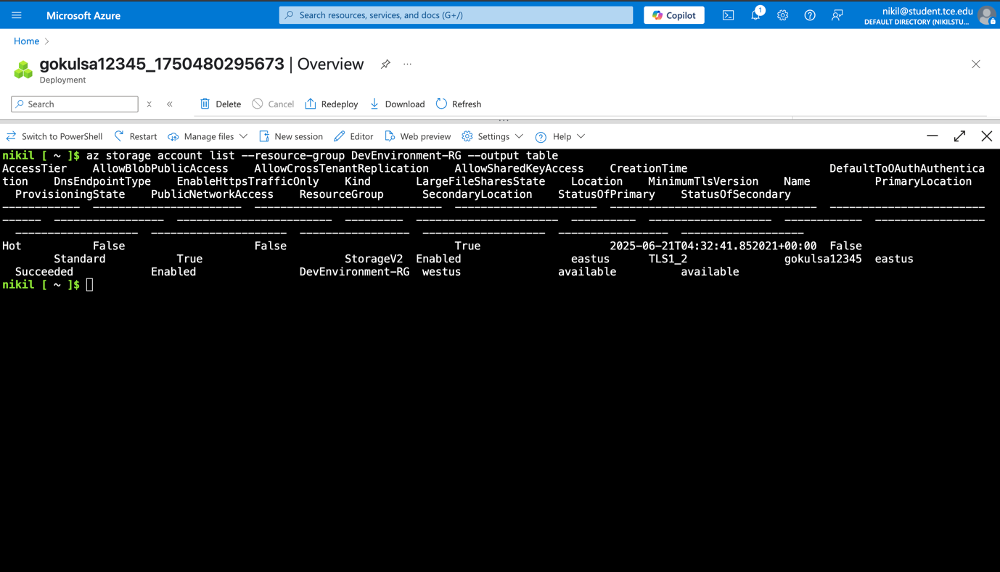 Microsoft Azure
Search resources, services, and docs (G+/)
Copilot
1
nikil@student.tce.edu
DEFAULT DIRECTORY (NIKILSTU...
Home
gokulsa12345_1750480295673 | Overview
Deployment
Search
Delete
Cancel
Redeploy
Download
Refresh
Switch to PowerShell
Restart
Manage files
New session
Editor
Web preview
Settings
Help
nikil [ ~ ]$ az storage account list --resource-group DevEnvironment-RG --output table
AccessTier    AllowBlobPublicAccess    AllowCrossTenantReplication    AllowSharedKeyAccess    CreationTime                      DefaultToOAuthAuthentica
tion    DnsEndpointType    EnableHttpsTrafficOnly    Kind       LargeFileSharesState    Location    MinimumTlsVersion    Name          PrimaryLocation
  ProvisioningState    PublicNetworkAccess    ResourceGroup      SecondaryLocation    StatusOfPrimary    StatusOfSecondary
------------  -----------------------  -----------------------------  ----------------------  --------------------------------  ------------------------
------  -----------------  ------------------------  ---------  ----------------------  ----------  -------------------  ------------  -----------------
  -------------------  ---------------------  -----------------  -------------------  -----------------  -------------------
Hot           False                    False                          True                    2025-06-21T04:32:41.852021+00:00  False
        Standard           True                      StorageV2  Enabled                 eastus      TLS1_2               gokulsa12345  eastus
  Succeeded            Enabled                DevEnvironment-RG  westus               available          available
nikil [ ~ ]$